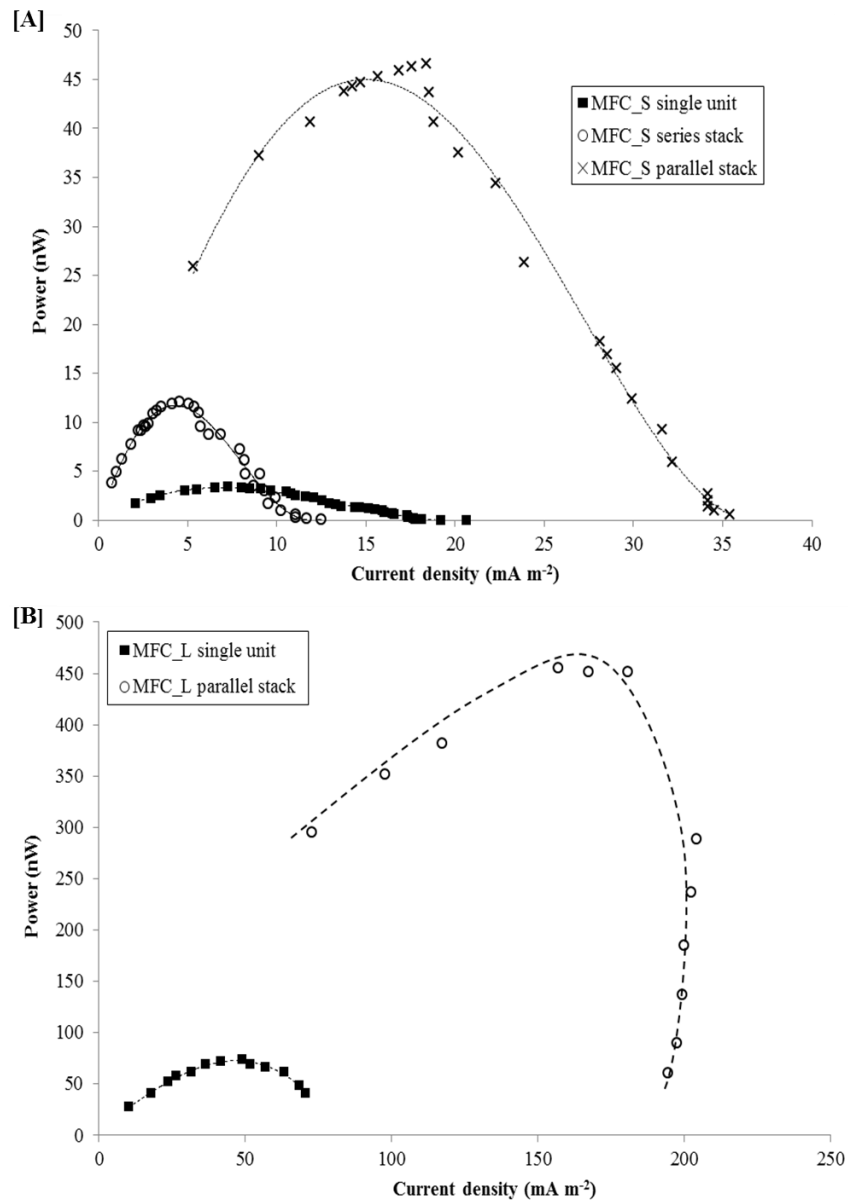 [A]
50
45
40
35
30
25
20
15
10
5
0
Power (nW)
MFC_S single unit
MFC_S series stack
MFC_S parallel stack
0 5 10 15 20 25 30 35 40
Current density (mA m⁻²)
[B]
500
450
400
350
300
250
200
150
100
50
0
Power (nW)
MFC_L single unit
MFC_L parallel stack
0 50 100 150 200 250
Current density (mA m⁻²)